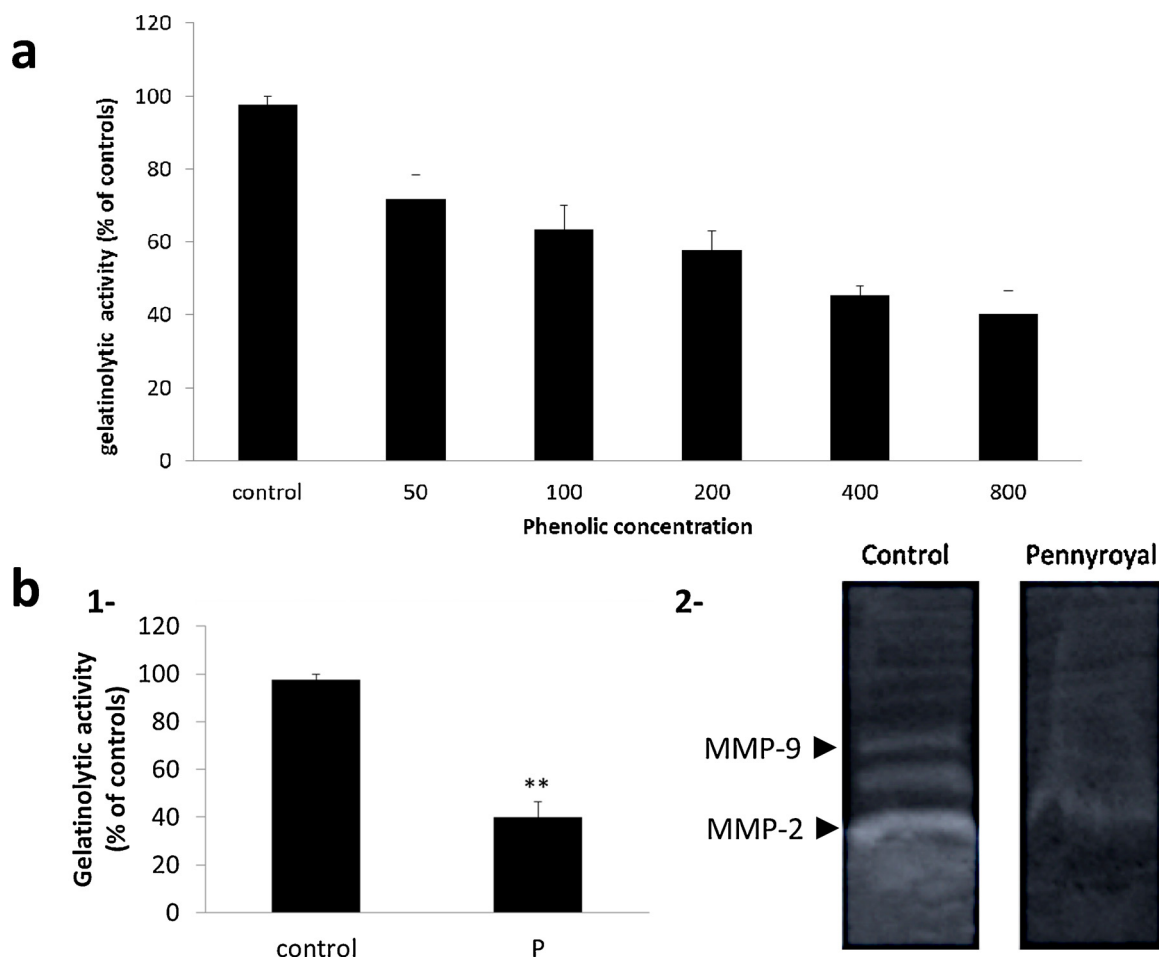 a
gelatinolytic activity (% of controls)
120
100
80
60
40
20
0
control 50 100 200 400 800
Phenolic concentration
b
1-
Gelatinolytic activity
(% of controls)
120
100
80
60
40
20
0
**
control P
2-
Control Pennyroyal
MMP-9
MMP-2